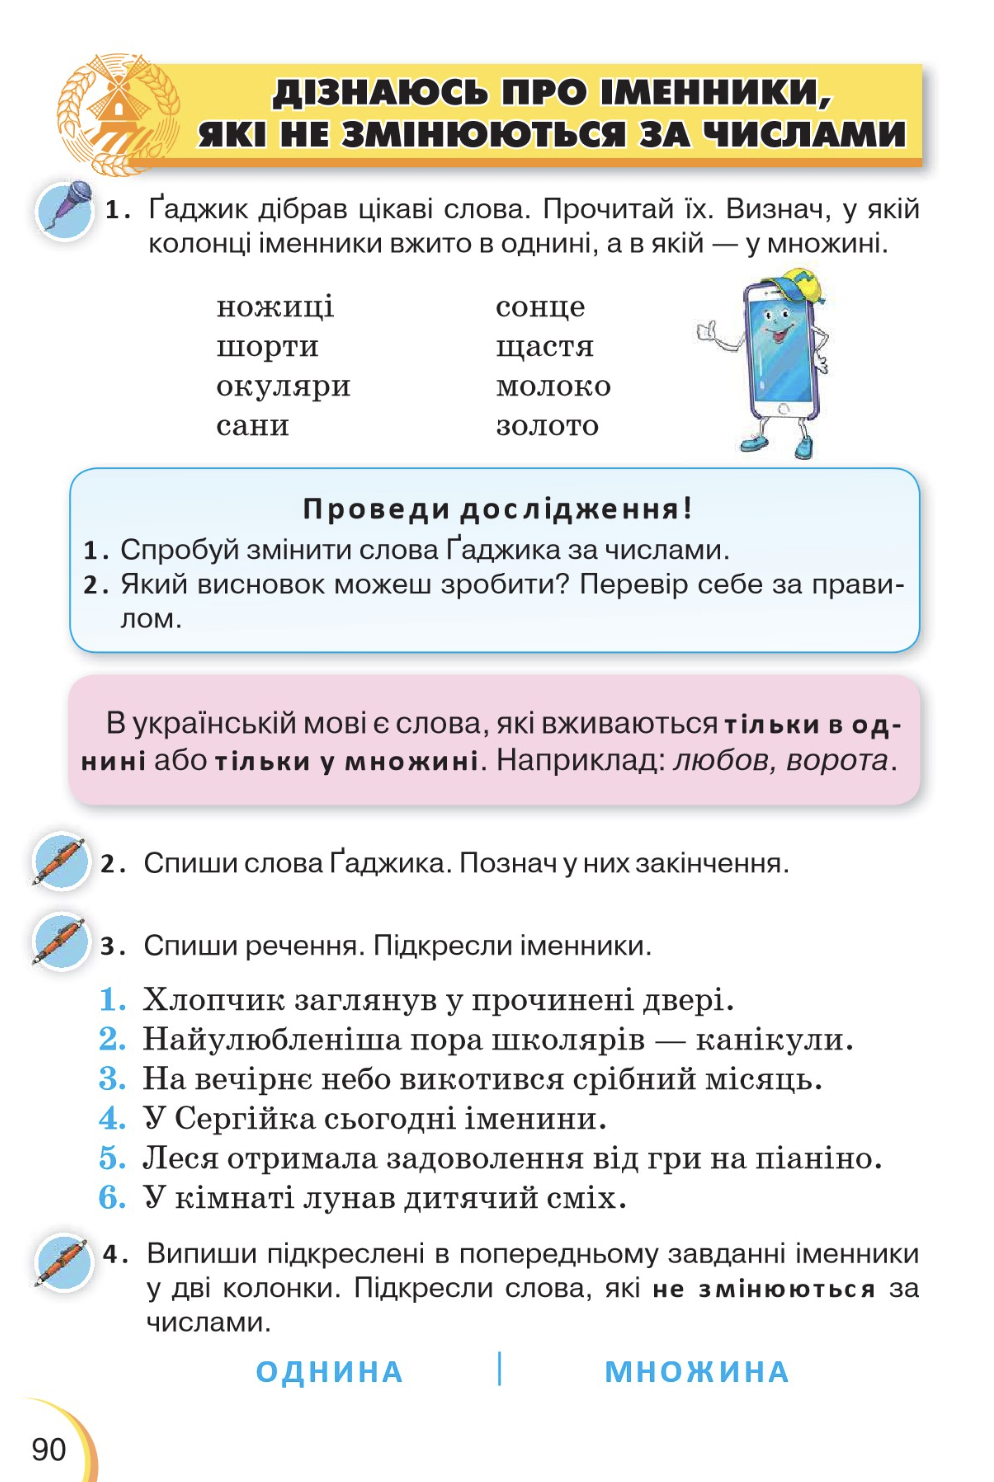 ДІЗНАЮСЬ ПРО ІМЕННИКИ,
ЯКІ НЕ ЗМІНЮЮТЬСЯ ЗА ЧИСЛАМИ
1. Ґаджик дібрав цікаві слова. Прочитай їх. Визнач, у якій
колонці іменники вжито в однині, а в якій — у множині.
ножиці сонце
шорти щастя
окуляри молоко
сани золото
Проведи дослідження!
1. Спробуй змінити слова Ґаджика за числами.
2. Який висновок можеш зробити? Перевір себе за прави-
лом.
В українській мові є слова, які вживаються тільки в од-
нині або тільки у множині. Наприклад: любов, ворота.
2. Спиши слова Ґаджика. Познач у них закінчення.
3. Спиши речення. Підкресли іменники.
1. Хлопчик заглянув у прочинені двері.
2. Найулюбленіша пора школярів — канікули.
3. На вечірнє небо викотився срібний місяць.
4. У Сергійка сьогодні іменини.
5. Леся отримала задоволення від гри на піаніно.
6. У кімнаті лунав дитячий сміх.
4. Випиши підкреслені в попередньому завданні іменники
у дві колонки. Підкресли слова, які не змінюються за
числами.
ОДНИНА | МНОЖИНА
90